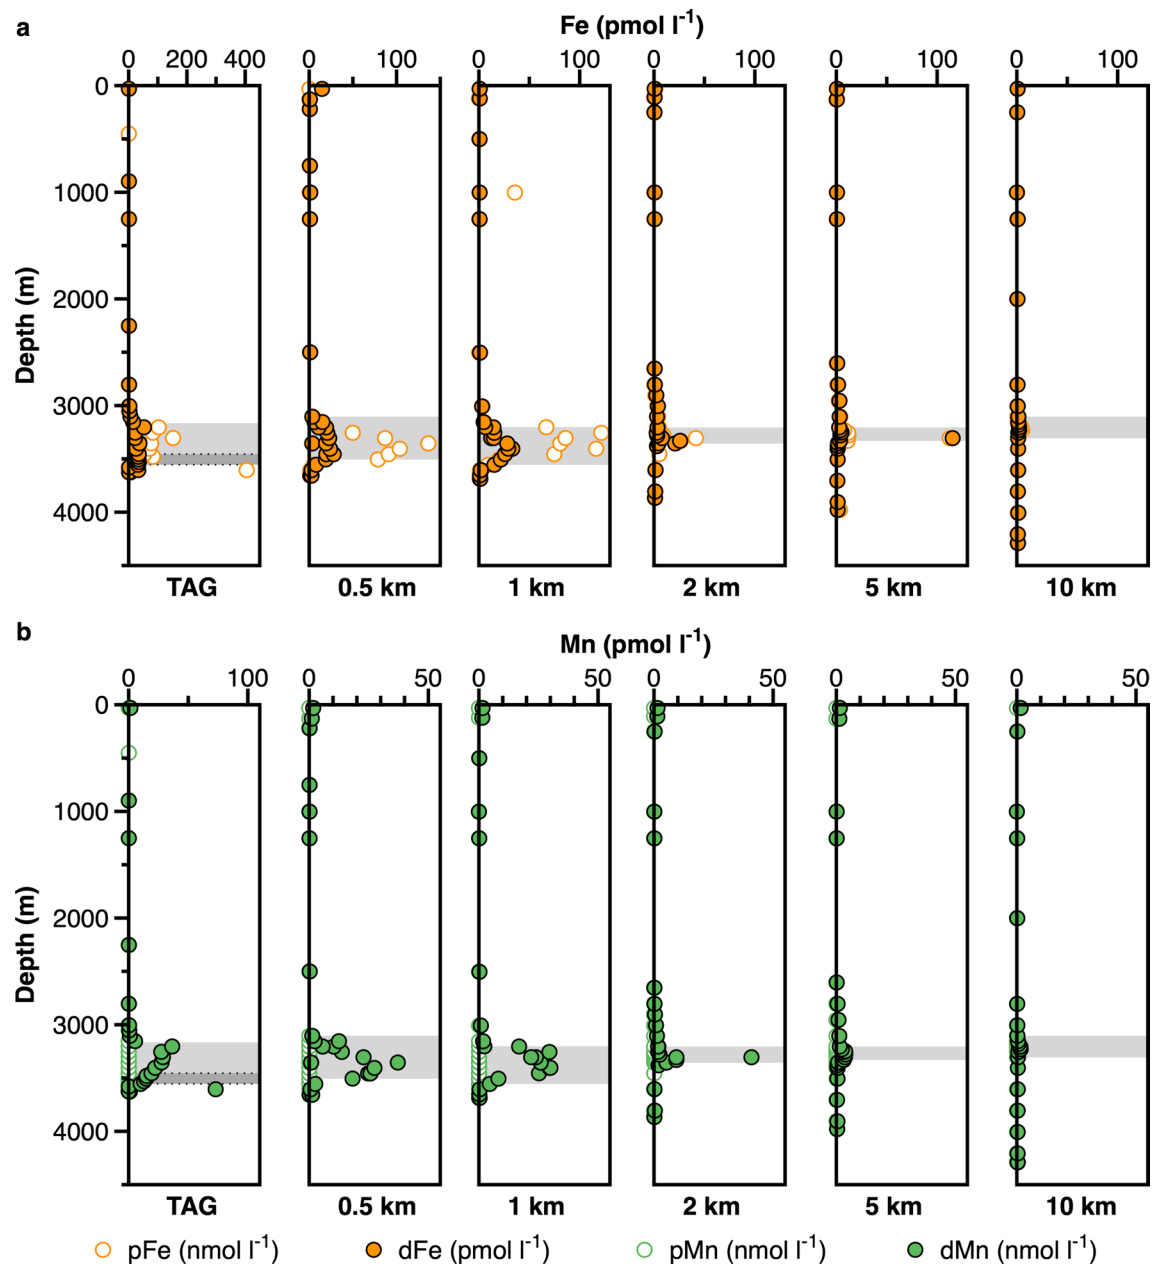 a
Fe (pmol l⁻¹)
0 200 400 0 100 0 100 0 100 0 100 0 100
0
1000
2000
3000
4000
Depth (m)
TAG 0.5 km 1 km 2 km 5 km 10 km
b
Mn (pmol l⁻¹)
0 100 0 50 0 50 0 50 0 50 0 50
0
1000
2000
3000
4000
Depth (m)
TAG 0.5 km 1 km 2 km 5 km 10 km
pFe (nmol l⁻¹) dFe (pmol l⁻¹) pMn (nmol l⁻¹) dMn (nmol l⁻¹)